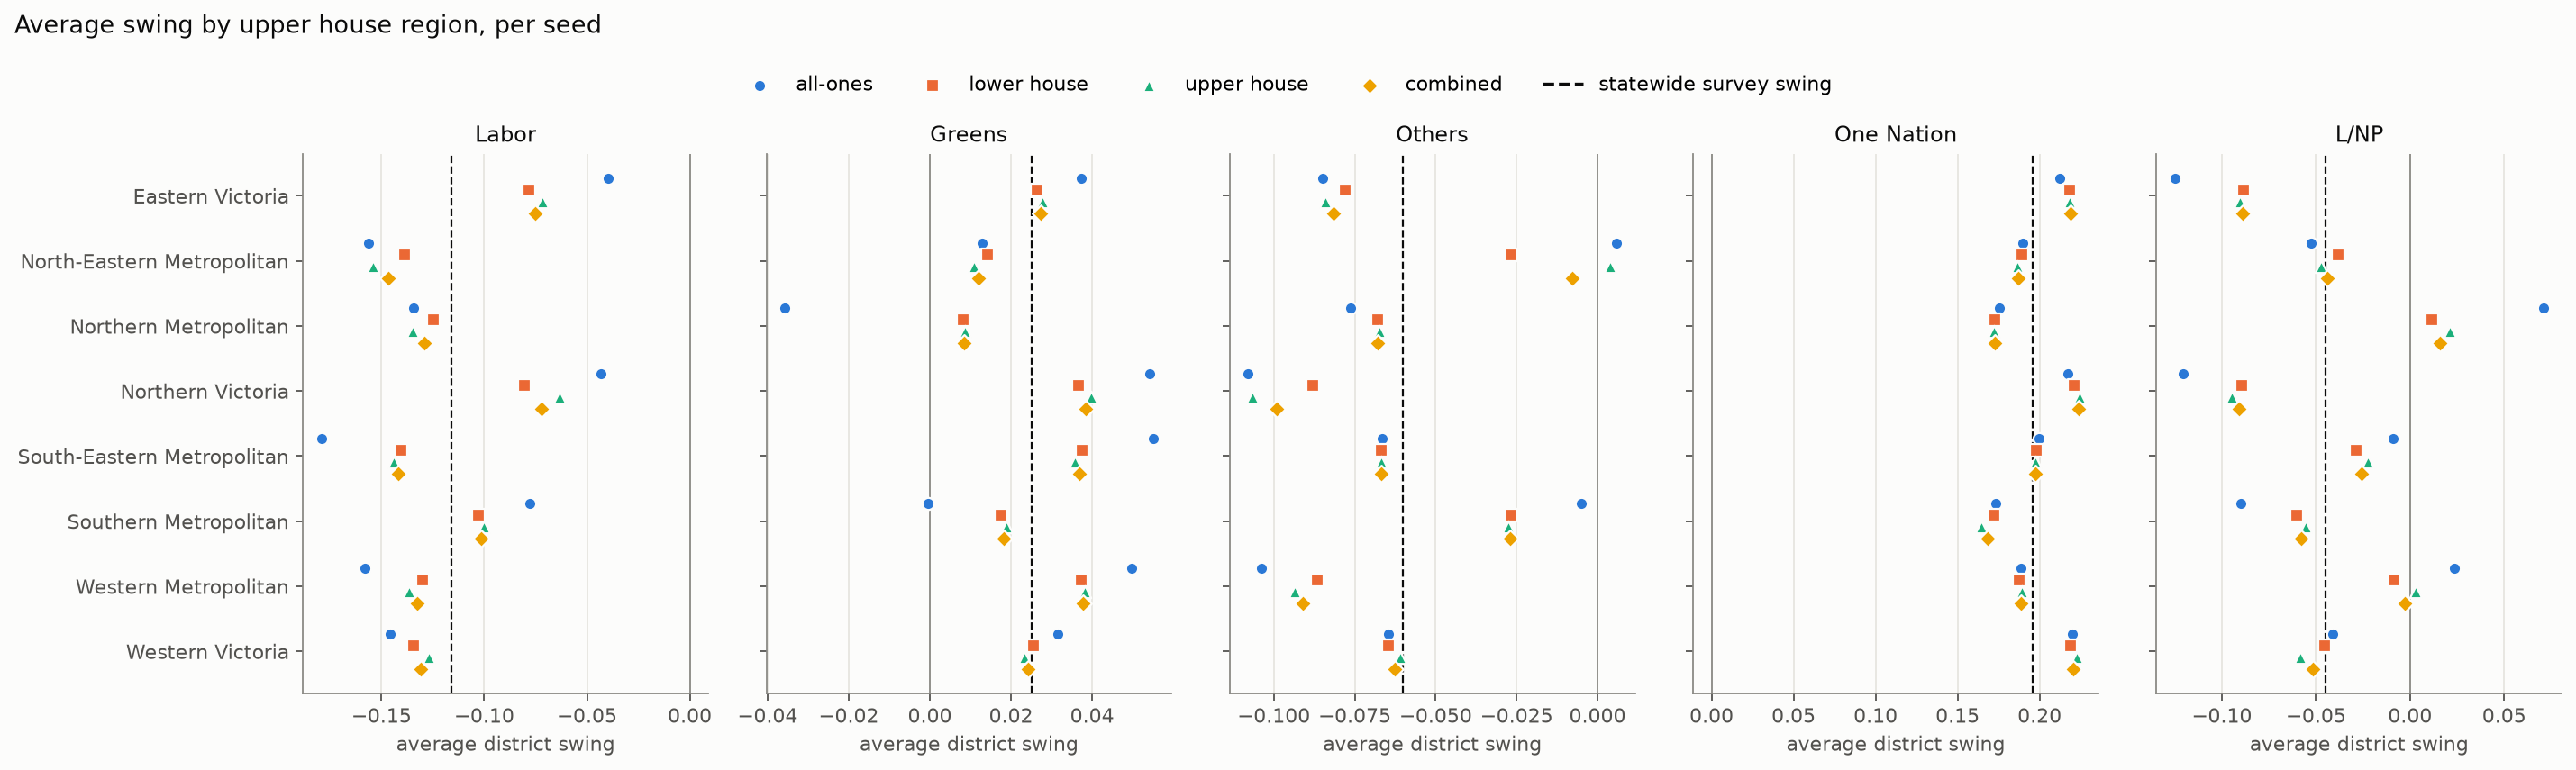 Average swing by upper house region, per seed
all-ones lower house upper house combined statewide survey swing
Labor Greens Others One Nation L/NP
Eastern Victoria
North-Eastern Metropolitan
Northern Metropolitan
Northern Victoria
South-Eastern Metropolitan
Southern Metropolitan
Western Metropolitan
Western Victoria
−0.15 −0.10 −0.05 0.00 −0.04 −0.02 0.00 0.02 0.04 −0.100 −0.075 −0.050 −0.025 0.000 0.00 0.05 0.10 0.15 0.20 −0.10 −0.05 0.00 0.05
average district swing average district swing average district swing average district swing average district swing